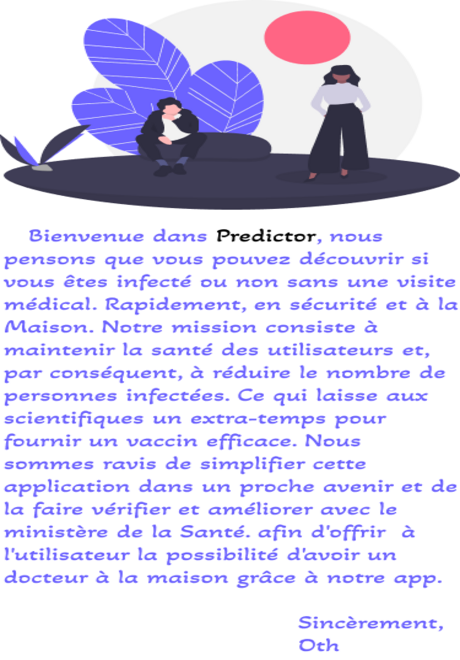 Bienvenue dans Predictor, nous
pensons que vous pouvez découvrir si
vous êtes infecté ou non sans une visite
médical. Rapidement, en sécurité et à la
Maison. Notre mission consiste à
maintenir la santé des utilisateurs et,
par conséquent, à réduire le nombre de
personnes infectées. Ce qui laisse aux
scientifiques un extra-temps pour
fournir un vaccin efficace. Nous
sommes ravis de simplifier cette
application dans un proche avenir et de
la faire vérifier et améliorer avec le
ministère de la Santé. afin d'offrir à
l'utilisateur la possibilité d'avoir un
docteur à la maison grâce à notre app.
Sincèrement,
Oth